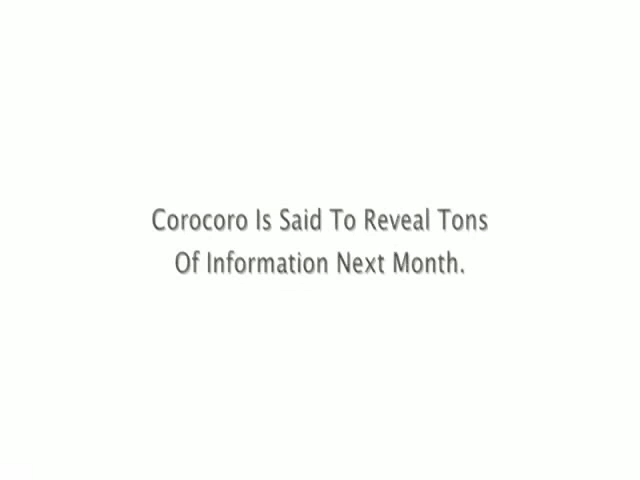 Corocoro Is Said To Reveal Tons
Of Information Next Month.